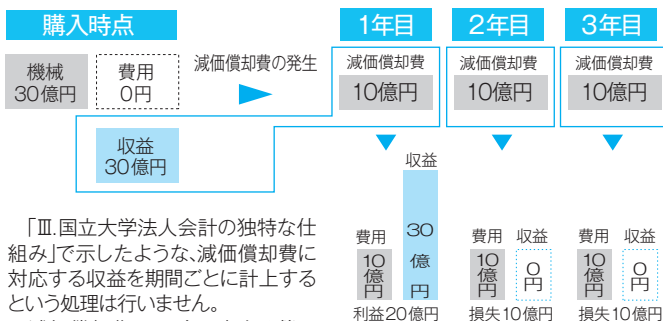 購入時点
1年目
2年目
3年目
機械
30億円
費用
0円
減価償却費の発生
減価償却費
10億円
減価償却費
10億円
減価償却費
10億円
収益
30億円
収益
30億円
費用
10億円
利益20億円
費用 収益
10億円
0円
損失10億円
費用 収益
10億円
0円
損失10億円
「Ⅲ.国立大学法人会計の独特な仕
組み」で示したような、減価償却費に
対応する収益を期間ごとに計上する
という処理は行いません。